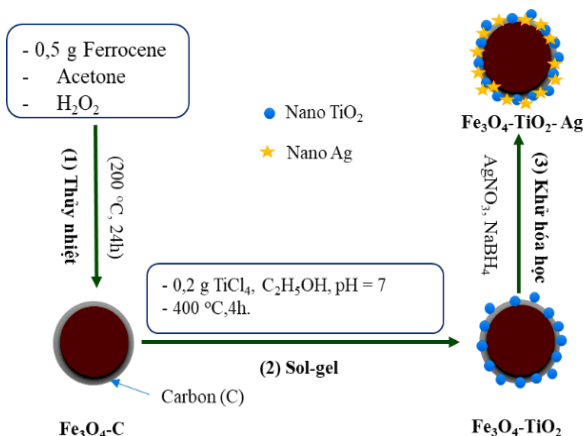 - 0,5 g Ferrocene
- Acetone
- H₂O₂
(1) Thủy nhiệt
(200 °C, 24h)
Nano TiO₂
Nano Ag
Fe₃O₄-TiO₂- Ag
AgNO₃, NaBH₄
(3) Khử hóa học
- 0,2 g TiCl₄, C₂H₅OH, pH = 7
- 400 °C,4h.
(2) Sol-gel
Carbon (C)
Fe₃O₄-C
Fe₃O₄-TiO₂